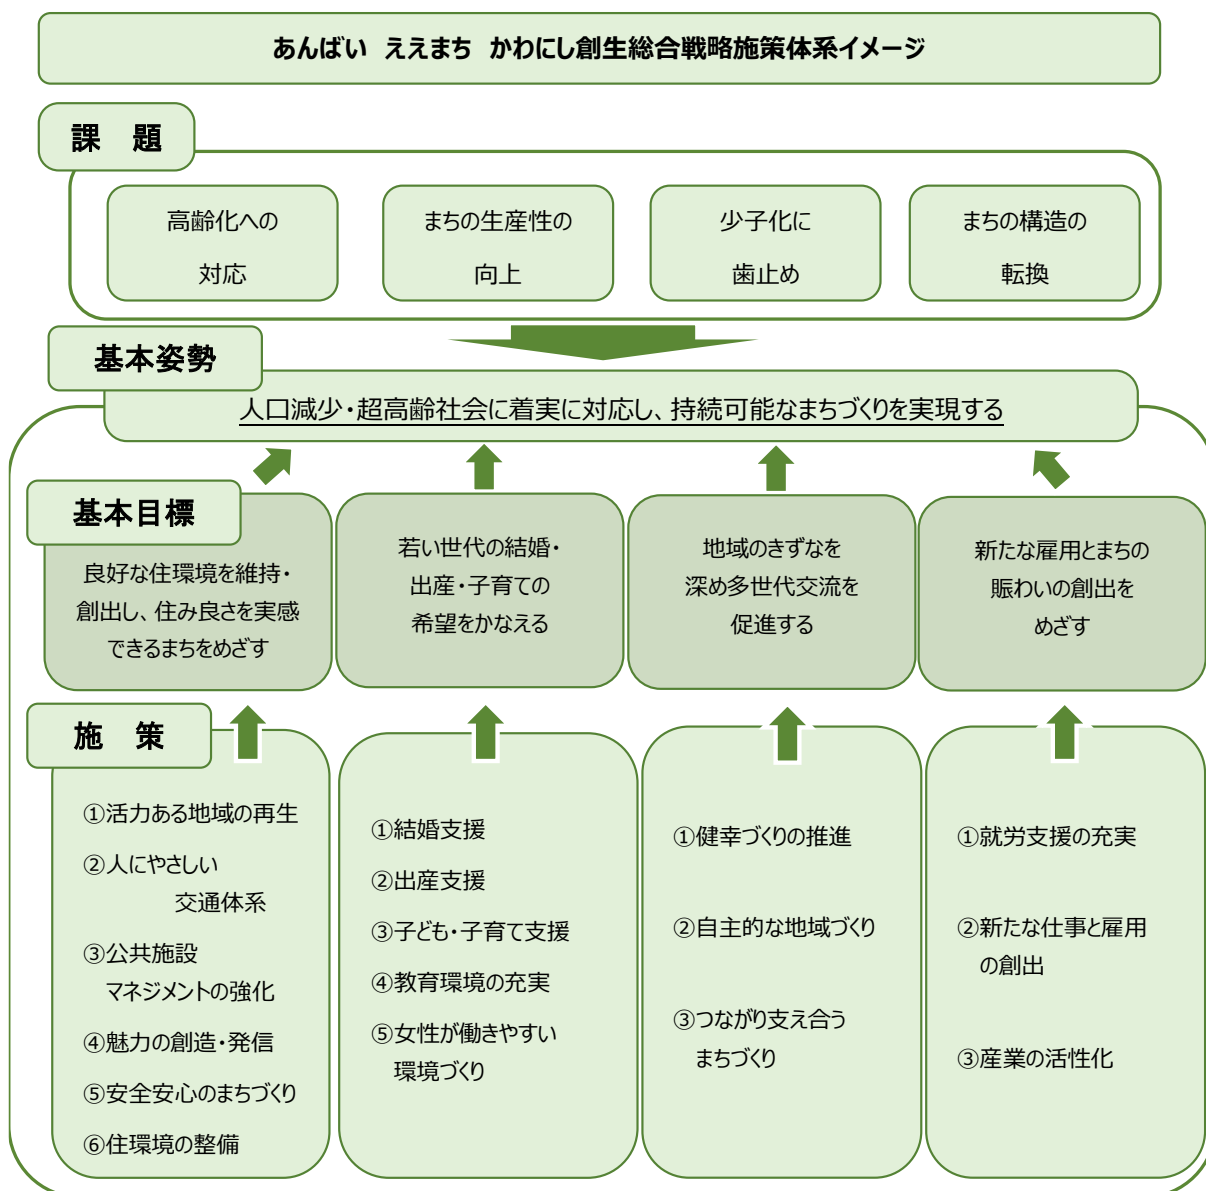 あんばい ええまち かわにし創生総合戦略施策体系イメージ
課 題
高齢化への
対応
まちの生産性の
向上
少子化に
歯止め
まちの構造の
転換
基本姿勢
人口減少・超高齢社会に着実に対応し、持続可能なまちづくりを実現する
基本目標
良好な住環境を維持・
創出し、住み良さを実感
できるまちをめざす
若い世代の結婚・
出産・子育ての
希望をかなえる
地域のきずなを
深め多世代交流を
促進する
新たな雇用とまちの
賑わいの創出を
めざす
施 策
①活力ある地域の再生
②人にやさしい
交通体系
③公共施設
マネジメントの強化
④魅力の創造・発信
⑤安全安心のまちづくり
⑥住環境の整備
①結婚支援
②出産支援
③子ども・子育て支援
④教育環境の充実
⑤女性が働きやすい
環境づくり
①健幸づくりの推進
②自主的な地域づくり
③つながり支え合う
まちづくり
①就労支援の充実
②新たな仕事と雇用
の創出
③産業の活性化